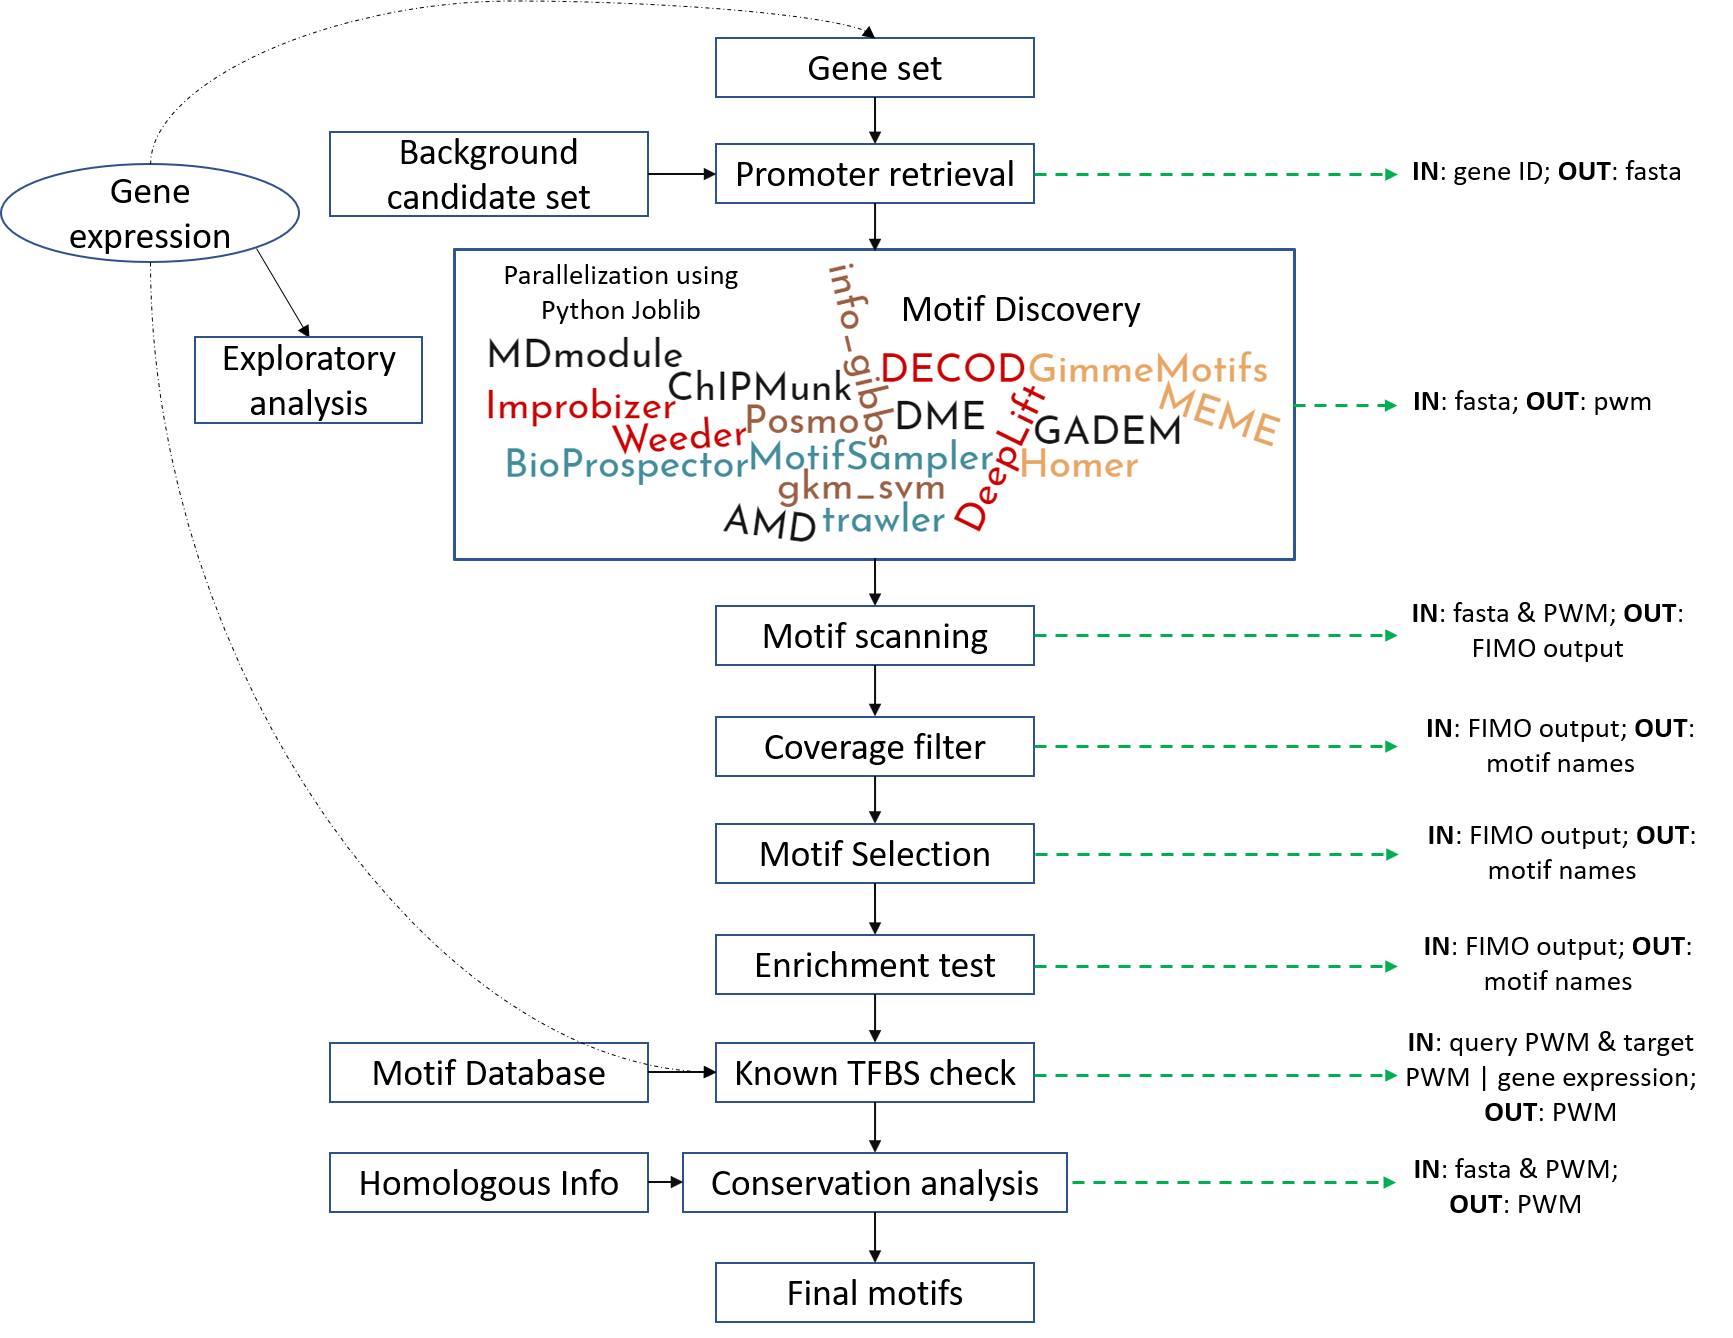 Gene set
Background
candidate set
Promoter retrieval
IN: gene ID; OUT: fasta
Gene
expression
Exploratory
analysis
Parallelization using
Python Joblib
Motif Discovery
info_gibbs
MDmodule
ChIPMunk
DECOD
GimmeMotifs
Improbizer
Weeder
Posmo
DME
DeepLift
GADEM
MEME
BioProspector
MotifSampler
Homer
gkm_svm
AMD
trawler
IN: fasta; OUT: pwm
Motif scanning
IN: fasta & PWM; OUT:
FIMO output
Coverage filter
IN: FIMO output; OUT:
motif names
Motif Selection
IN: FIMO output; OUT:
motif names
Enrichment test
IN: FIMO output; OUT:
motif names
Motif Database
Known TFBS check
IN: query PWM & target
PWM | gene expression;
OUT: PWM
Homologous Info
Conservation analysis
IN: fasta & PWM;
OUT: PWM
Final motifs